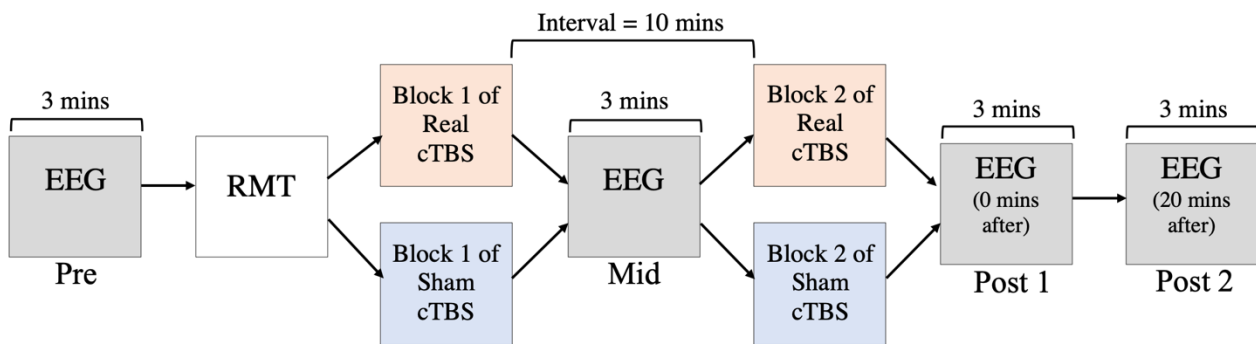 Interval = 10 mins
3 mins
EEG
Pre
RMT
Block 1 of
Real
cTBS
Block 1 of
Sham
cTBS
3 mins
EEG
Mid
Block 2 of
Real
cTBS
Block 2 of
Sham
cTBS
3 mins
EEG
(0 mins
after)
Post 1
3 mins
EEG
(20 mins
after)
Post 2